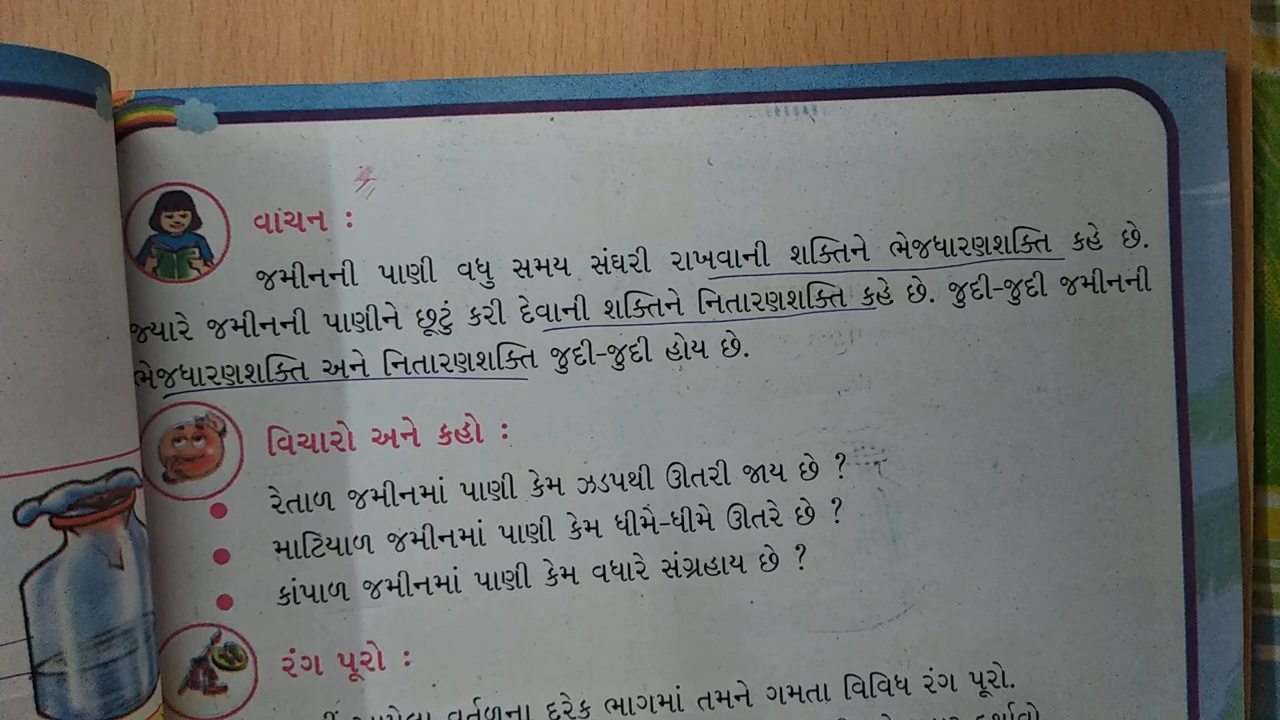 વાંચન :
જમીનની પાણી વધુ સમય સંઘરી રાખવાની શક્તિને ભેજધારણશક્તિ કહે છે.
જ્યારે જમીનની પાણીને છૂટું કરી દેવાની શક્તિને નિતારણશક્તિ કહે છે. જુદી-જુદી જમીનની
ભેજધારણશક્તિ અને નિતારણશક્તિ જુદી-જુદી હોય છે.
વિચારો અને કહો :
રેતાળ જમીનમાં પાણી કેમ ઝડપથી ઊતરી જાય છે ?
માટિયાળ જમીનમાં પાણી કેમ ધીમે-ધીમે ઊતરે છે ?
કાંપાળ જમીનમાં પાણી કેમ વધારે સંગ્રહાય છે ?
રંગ પૂરો :
વર્તુળના દરેક ભાગમાં તમને ગમતા વિવિધ રંગ પૂરો.